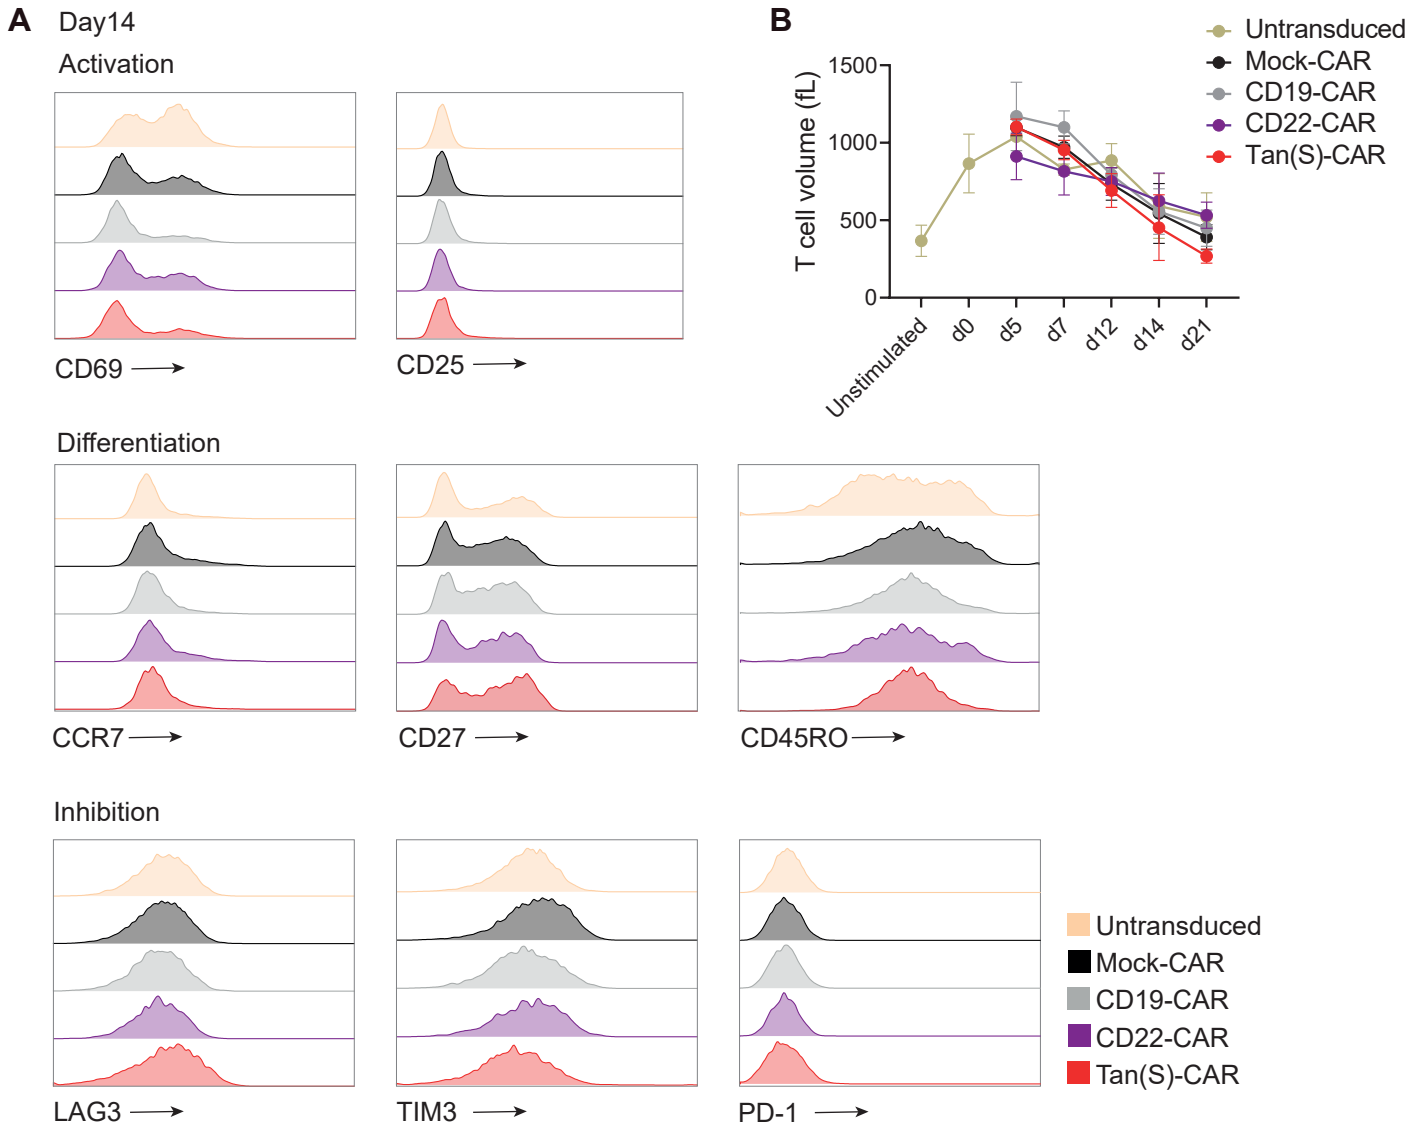 A Day14
Activation
CD69
CD25
B
Untransduced
Mock-CAR
CD19-CAR
CD22-CAR
Tan(S)-CAR
T cell volume (fL)
1500
1000
500
0
Unstimulated
d0
d5
d7
d12
d14
d21
Differentiation
CCR7
CD27
CD45RO
Inhibition
LAG3
TIM3
PD-1
Untransduced
Mock-CAR
CD19-CAR
CD22-CAR
Tan(S)-CAR